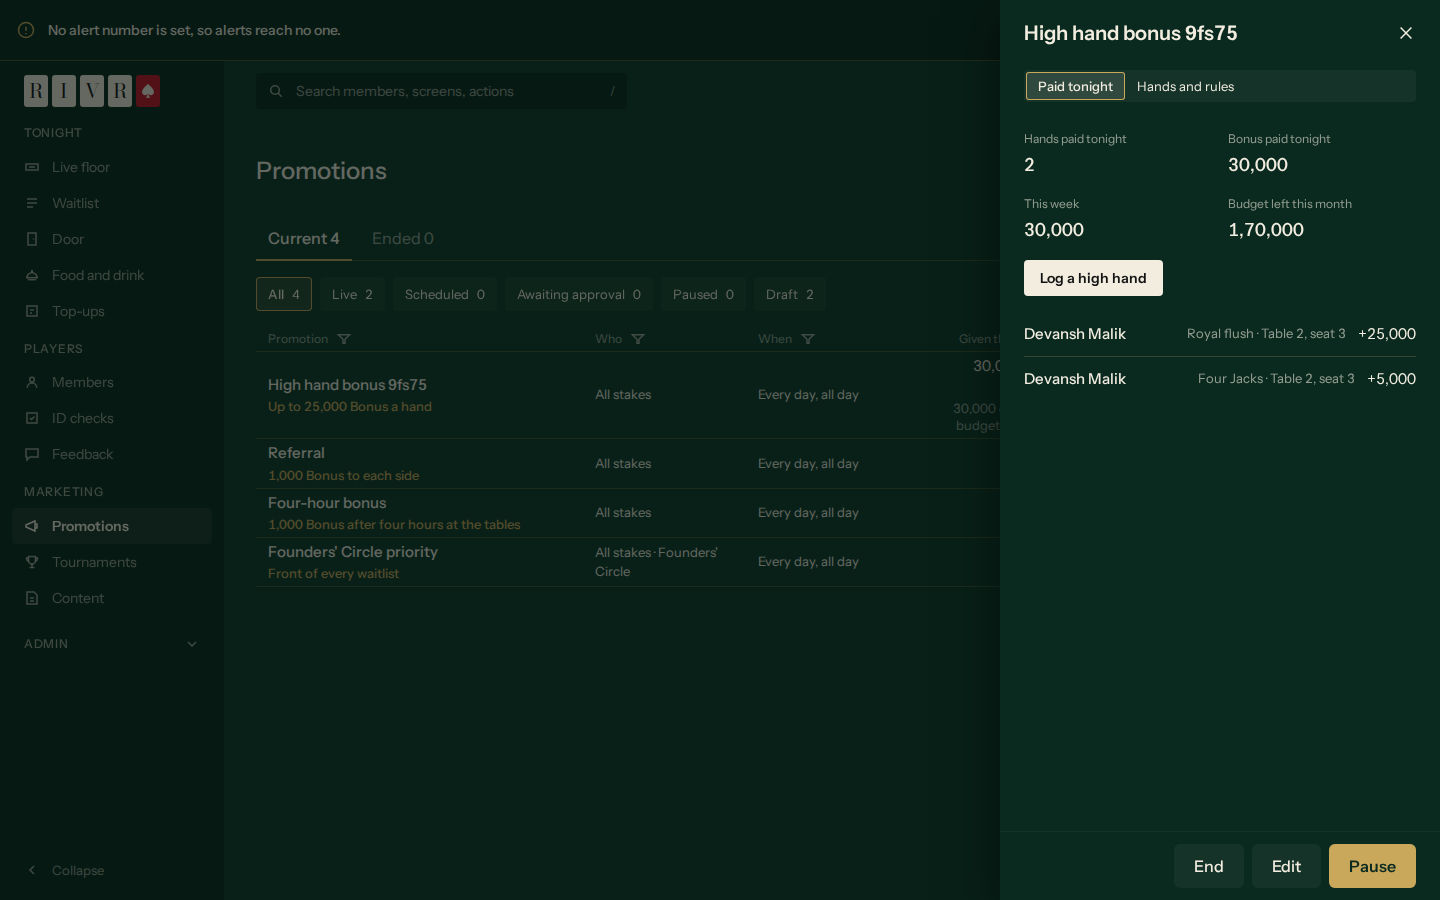 No alert number is set, so alerts reach no one.
High hand bonus 9fs75
RIVR
Search members, screens, actions /
Paid tonight
Hands and rules
TONIGHT
Live floor
Waitlist
Door
Food and drink
Top-ups
PLAYERS
Members
ID checks
Feedback
MARKETING
Promotions
Tournaments
Content
ADMIN
Collapse
Promotions
Current 4
Ended 0
All 4
Live 2
Scheduled 0
Awaiting approval 0
Paused 0
Draft 2
Promotion
Who
When
High hand bonus 9fs75
Up to 25,000 Bonus a hand
All stakes
Every day, all day
30,000
budget
Referral
1,000 Bonus to each side
All stakes
Every day, all day
Four-hour bonus
1,000 Bonus after four hours at the tables
All stakes
Every day, all day
Founders' Circle priority
Front of every waitlist
All stakes · Founders'
Circle
Every day, all day
Hands paid tonight
2
Bonus paid tonight
30,000
This week
30,000
Budget left this month
1,70,000
Log a high hand
Devansh Malik
Royal flush · Table 2, seat 3
+25,000
Devansh Malik
Four Jacks · Table 2, seat 3
+5,000
End
Edit
Pause